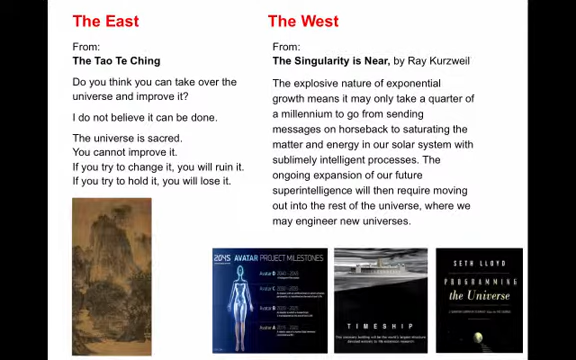 The East
From:
The Tao Te Ching
Do you think you can take over the
universe and improve it?
I do not believe it can be done.
The universe is sacred.
You cannot improve it.
If you try to change it, you will ruin it.
If you try to hold it, you will lose it.
The West
From:
The Singularity is Near, by Ray Kurzweil
The explosive nature of exponential
growth means it may only take a quarter of
a millennium to go from sending
messages on horseback to saturating the
matter and energy in our solar system with
sublimely intelligent processes. The
ongoing expansion of our future
superintelligence will then require moving
out into the rest of the universe, where we
may engineer new universes.
2045 AVATAR PROJECT MILESTONES
Avatar D
Avatar C
Avatar B
Avatar A
TIMESHIP
SETH LLOYD
PROGRAMMING
the Universe